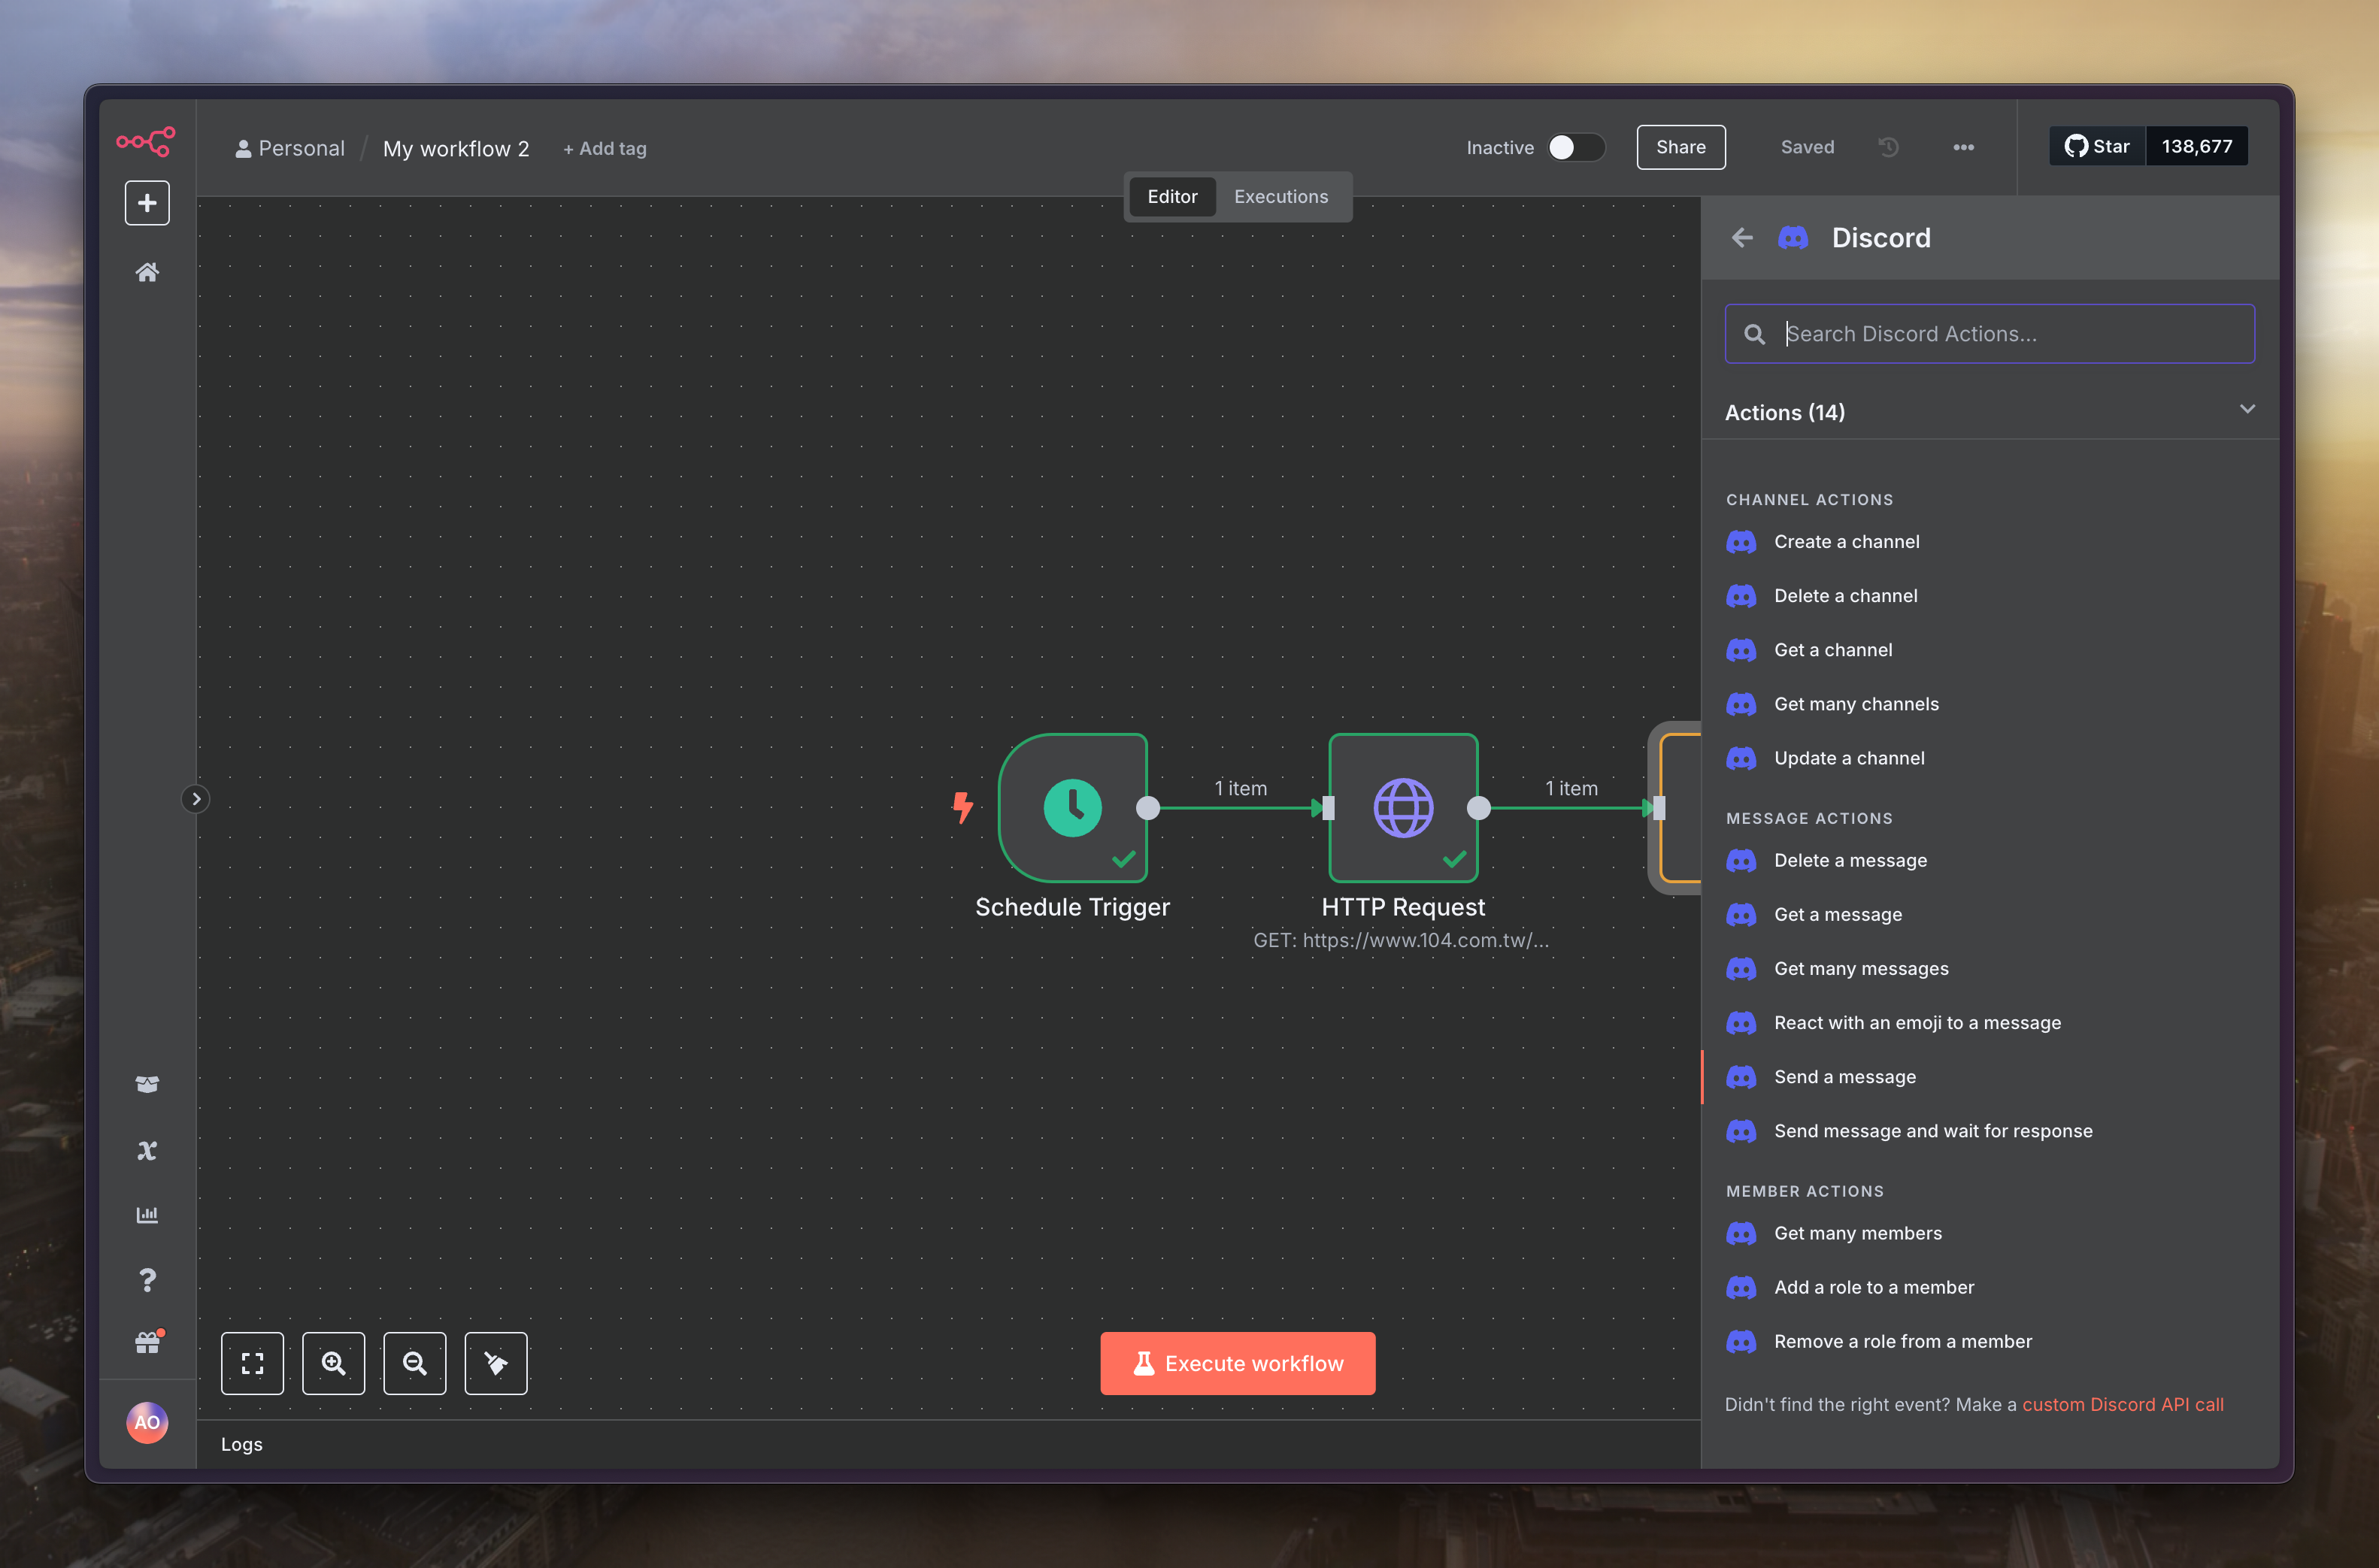 Personal / My workflow 2 + Add tag
Inactive
Share
Saved
Star 138,677
Editor Executions
Discord
Search Discord Actions...
Actions (14)
CHANNEL ACTIONS
Create a channel
Delete a channel
Get a channel
Get many channels
Update a channel
MESSAGE ACTIONS
Delete a message
Get a message
Get many messages
React with an emoji to a message
Send a message
Send message and wait for response
MEMBER ACTIONS
Get many members
Add a role to a member
Remove a role from a member
Didn't find the right event? Make a custom Discord API call
1 item
1 item
Schedule Trigger
HTTP Request
GET: https://www.104.com.tw/...
Execute workflow
AO
Logs